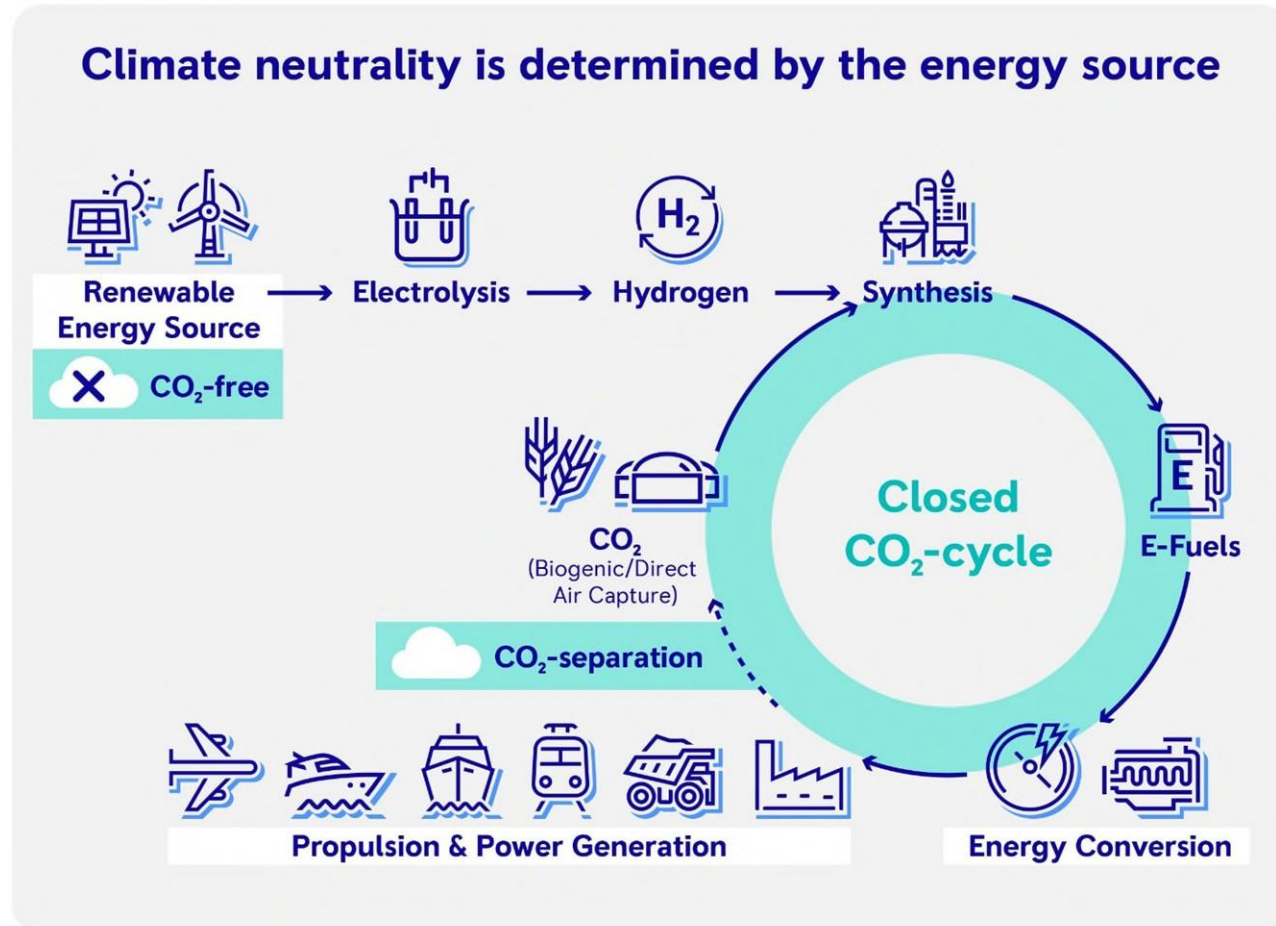 Climate neutrality is determined by the energy source
H₂
Renewable
Energy Source
Electrolysis
Hydrogen
Synthesis
CO₂-free
E
Closed
CO₂-cycle
E-Fuels
CO₂
(Biogenic/Direct
Air Capture)
CO₂-separation
Propulsion & Power Generation
Energy Conversion